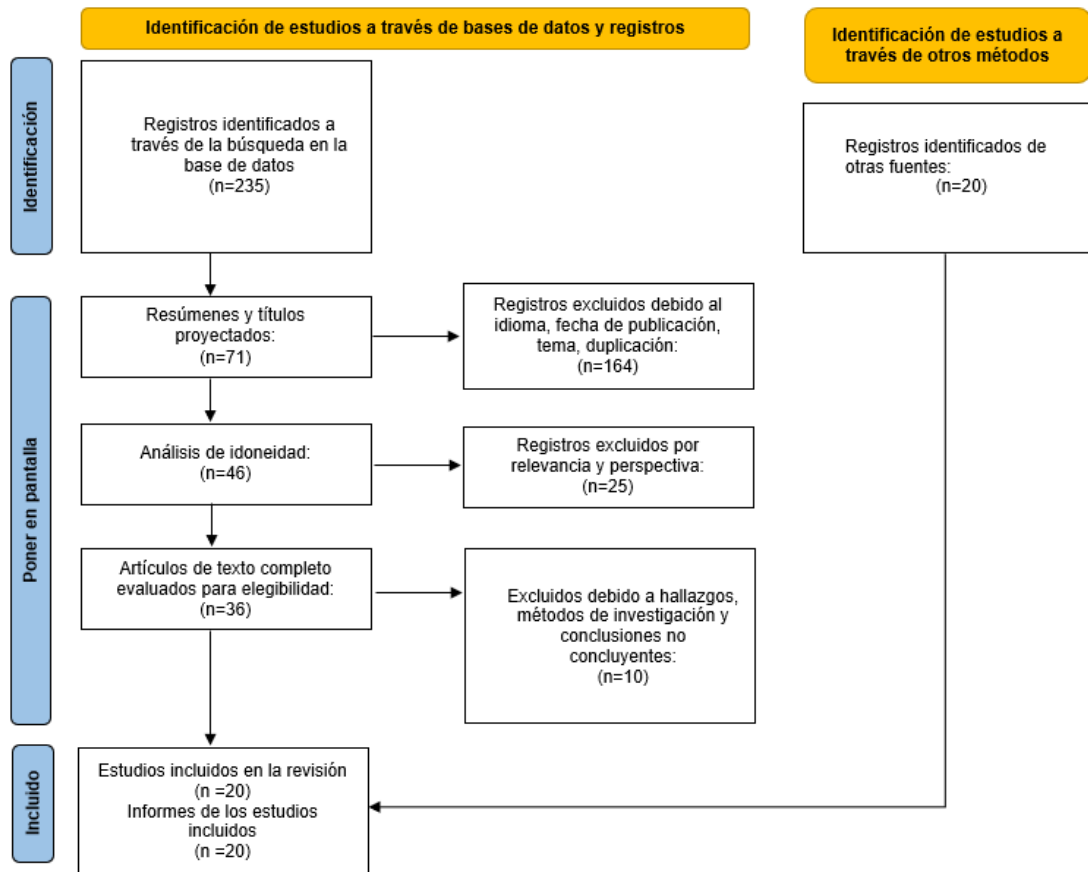 Identificación de estudios a través de bases de datos y registros
Identificación de estudios a
través de otros métodos
Identificación
Registros identificados a
través de la búsqueda en la
base de datos
(n=235)
Registros identificados de
otras fuentes:
(n=20)
Poner en pantalla
Resúmenes y títulos
proyectados:
(n=71)
Registros excluidos debido al
idioma, fecha de publicación,
tema, duplicación:
(n=164)
Análisis de idoneidad:
(n=46)
Registros excluidos por
relevancia y perspectiva:
(n=25)
Artículos de texto completo
evaluados para elegibilidad:
(n=36)
Excluidos debido a hallazgos,
métodos de investigación y
conclusiones no
concluyentes:
(n=10)
Incluido
Estudios incluidos en la revisión
(n =20)
Informes de los estudios
incluidos
(n =20)